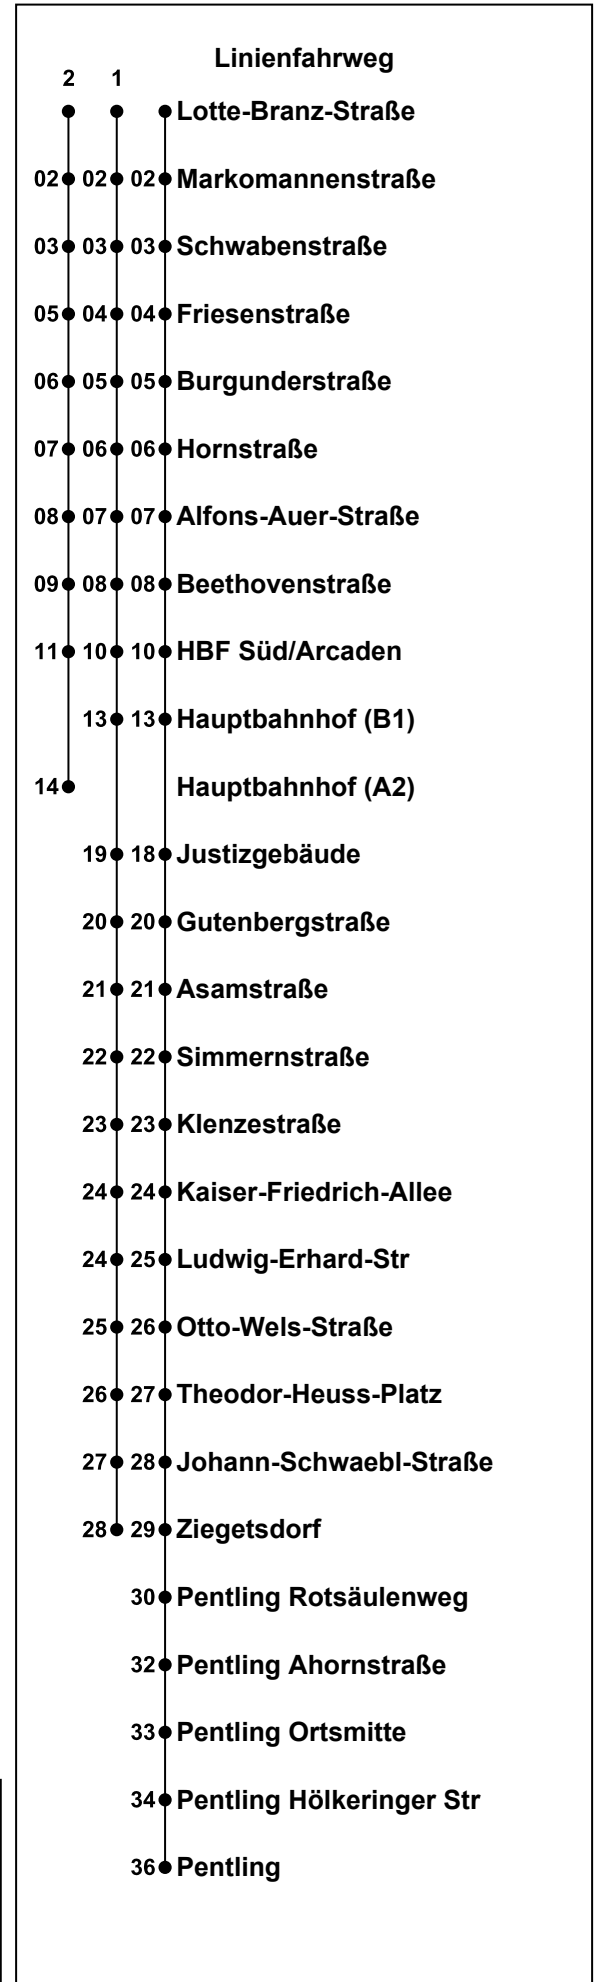 Linienfahrweg
2 1
Lotte-Branz-Straße
02 02 02 Markomannenstraße
03 03 03 Schwabenstraße
05 04 04 Friesenstraße
06 05 05 Burgunderstraße
07 06 06 Hornstraße
08 07 07 Alfons-Auer-Straße
09 08 08 Beethovenstraße
11 10 10 HBF Süd/Arcaden
13 13 Hauptbahnhof (B1)
14 Hauptbahnhof (A2)
19 18 Justizgebäude
20 20 Gutenbergstraße
21 21 Asamstraße
22 22 Simmernstraße
23 23 Klenzestraße
24 24 Kaiser-Friedrich-Allee
24 25 Ludwig-Erhard-Str
25 26 Otto-Wels-Straße
26 27 Theodor-Heuss-Platz
27 28 Johann-Schwaebl-Straße
28 29 Ziegetsdorf
30 Pentling Rotsäulenweg
32 Pentling Ahornstraße
33 Pentling Ortsmitte
34 Pentling Hölkeringer Str
36 Pentling